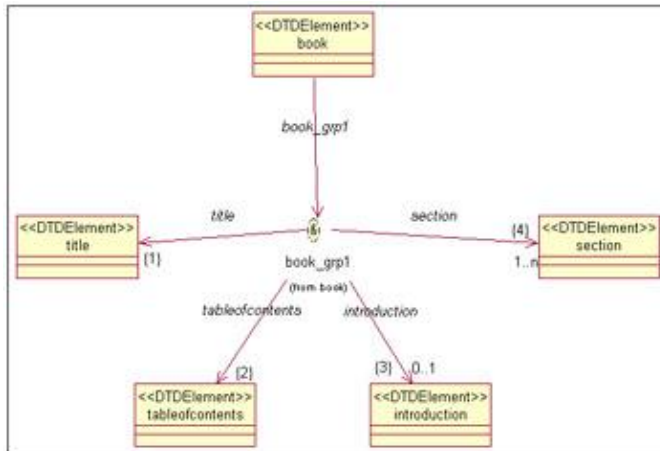 <<DTDElement>>
book
book_grp1
title
&
section
<<DTDElement>>
title
{1}
{4}
1..n
<<DTDElement>>
section
book_grp1
(from book)
tableofcontents
introduction
{2}
{3}
0..1
<<DTDElement>>
tableofcontents
<<DTDElement>>
introduction